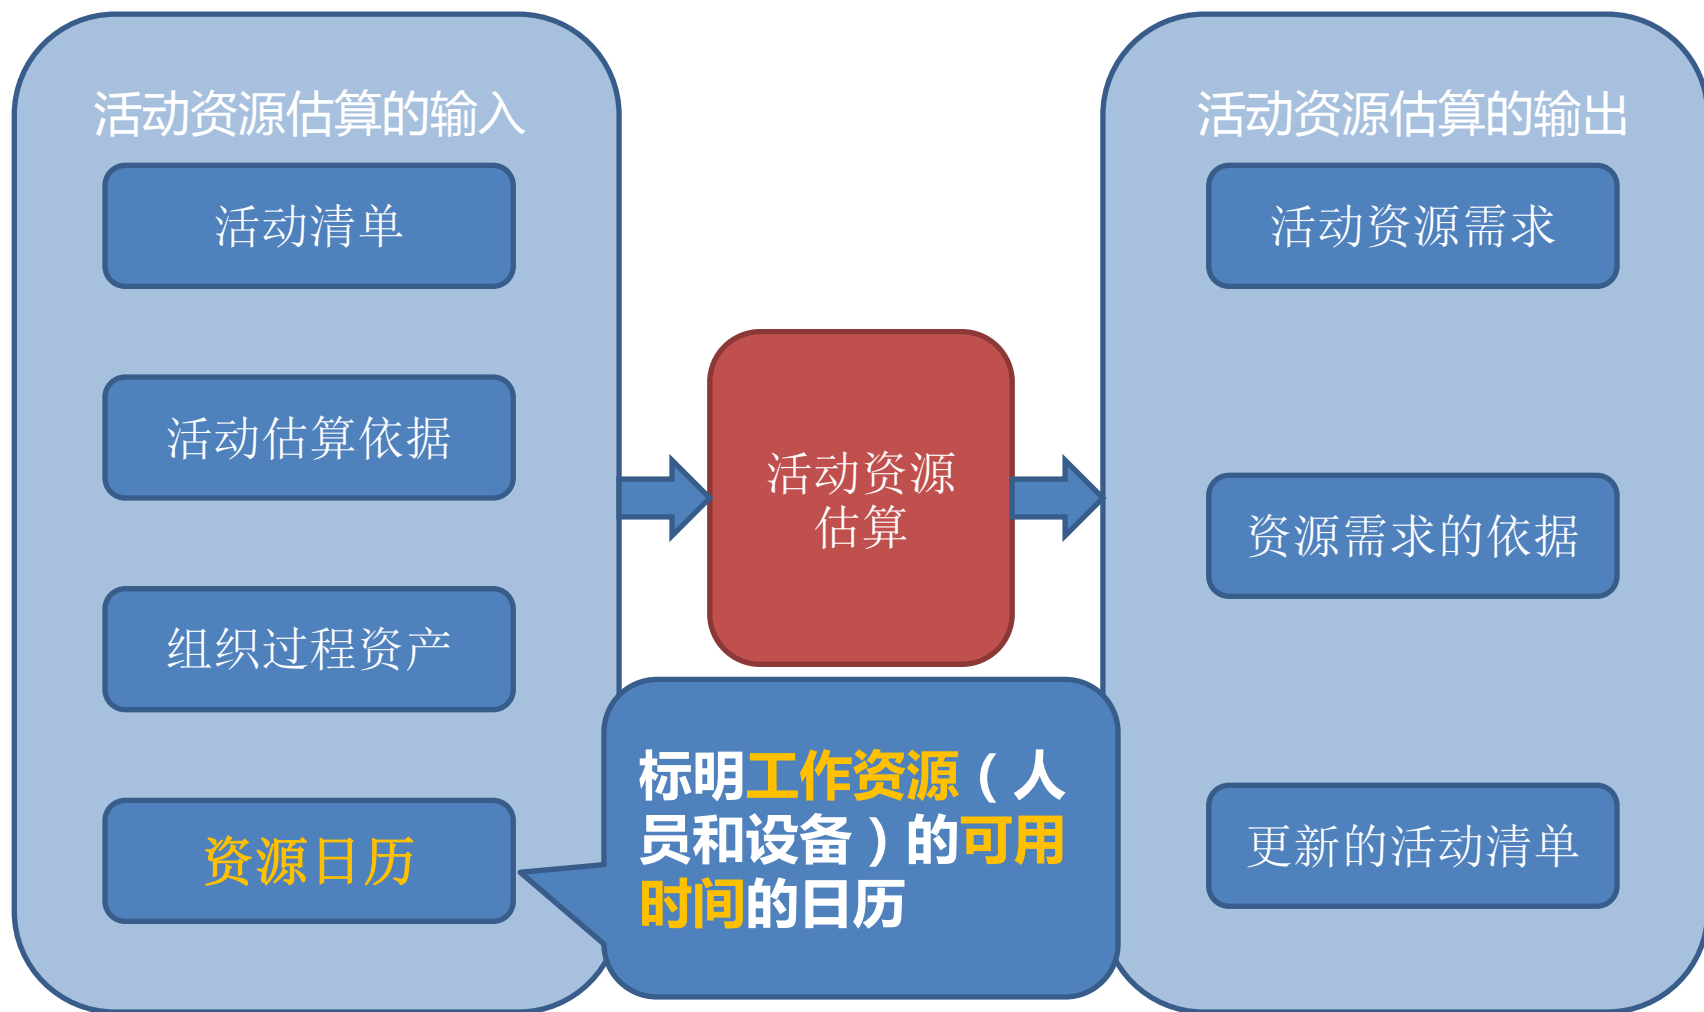 活动资源估算的输入
活动清单
活动估算依据
组织过程资产
资源日历
活动资源
估算
标明工作资源（人
员和设备）的可用
时间的日历
活动资源估算的输出
活动资源需求
资源需求的依据
更新的活动清单